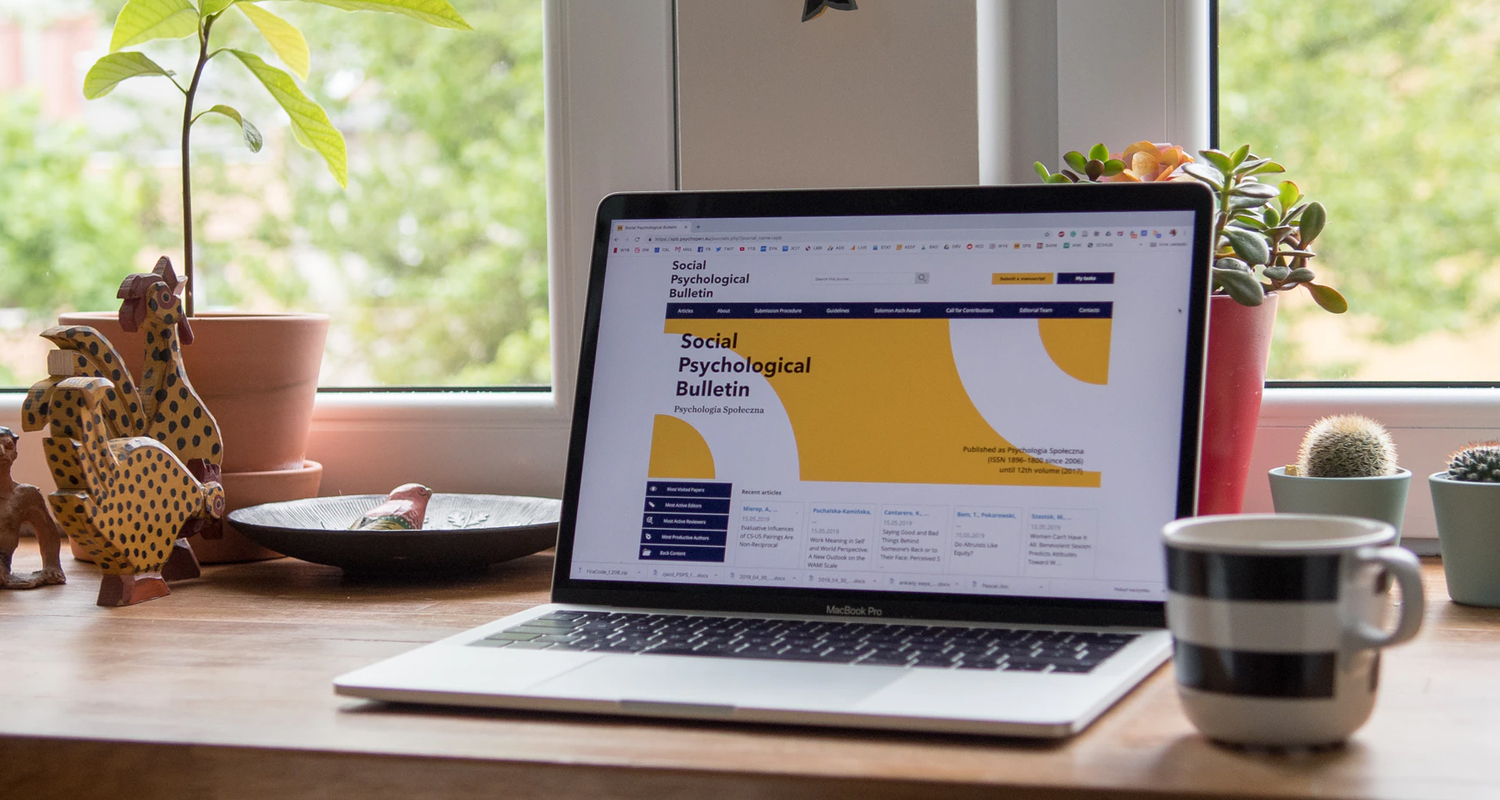 Social Psychological Bulletin
Social
Psychological
Bulletin
Search this journal...
Submit a manuscript
My tasks
Articles
About
Submission Procedure
Guidelines
Solomon Asch Award
Call for Contributions
Editorial Team
Contacts
Social
Psychological
Bulletin
Psychologia Społeczna
Published as Psychologia Społeczna
(ISSN 1896-1800 since 2006)
until 12th volume (2017)
Most Visited Papers
Most Active Editors
Most Active Reviewers
Most Productive Authors
Back Content
Recent articles
Mierop, A., ...
15.05.2019
Evaluative Influences
of CS-US Pairings Are
Non-Reciprocal
Puchalska-Kamińska,
...
15.05.2019
Work Meaning in Self
and World Perspective:
A New Outlook on the
WAMI Scale
Cantarero, K., ...
15.05.2019
Saying Good and Bad
Things Behind
Someone's Back or to
Their Face:
...
15.05.2019
Do Altruists Like
Equity?
15.05.2019
Women Can't Have It
All: Benevolent Sexism
Predicts Attitudes
Toward W...
MacBook Pro